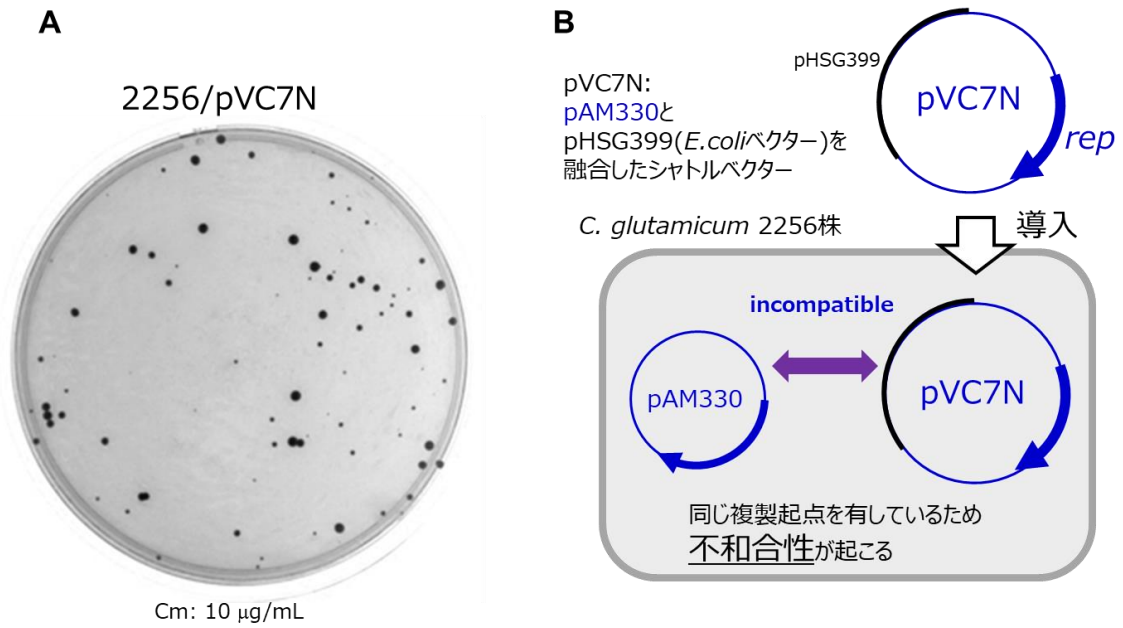 A
2256/pVC7N
Cm: 10 μg/mL
B
pVC7N:
pAM330と
pHSG399(E.coliベクター)を
融合したシャトルベクター
pHSG399
pVC7N
rep
C. glutamicum 2256株
導入
incompatible
pAM330
pVC7N
同じ複製起点を有しているため
不和合性が起こる